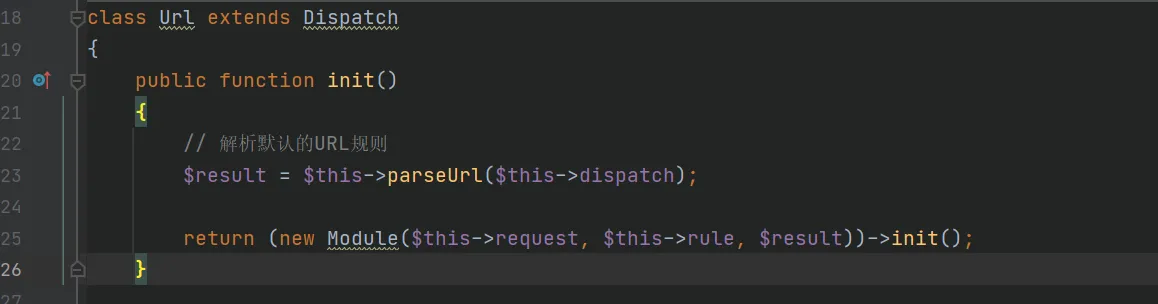 18 class Url extends Dispatch
19 {
20     public function init()
21     {
22         // 解析默认的URL规则
23         $result = $this->parseUrl($this->dispatch);
24
25         return (new Module($this->request, $this->rule, $result))->init();
26     }
27